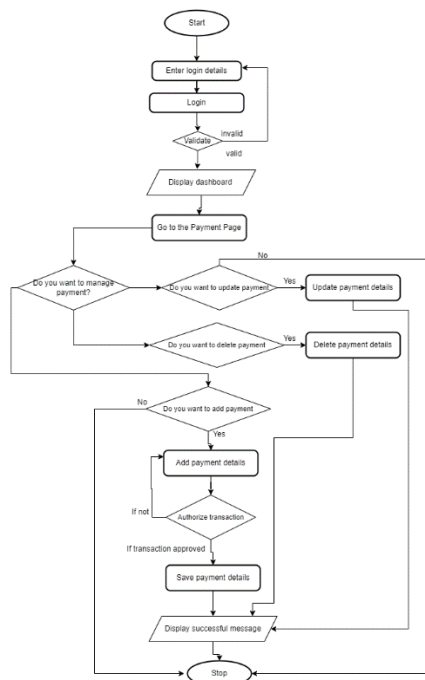 Start
Enter login details
Login
invalid
Validate
valid
Display dashboard
Go to the Payment Page
No
Do you want to manage
payment?
Do you want to update payment
Yes
Update payment details
Do you want to delete payment
Yes
Delete payment details
No
Do you want to add payment
Yes
Add payment details
If not
Authorize transaction
If transaction approved
Save payment details
Display successful message
Stop